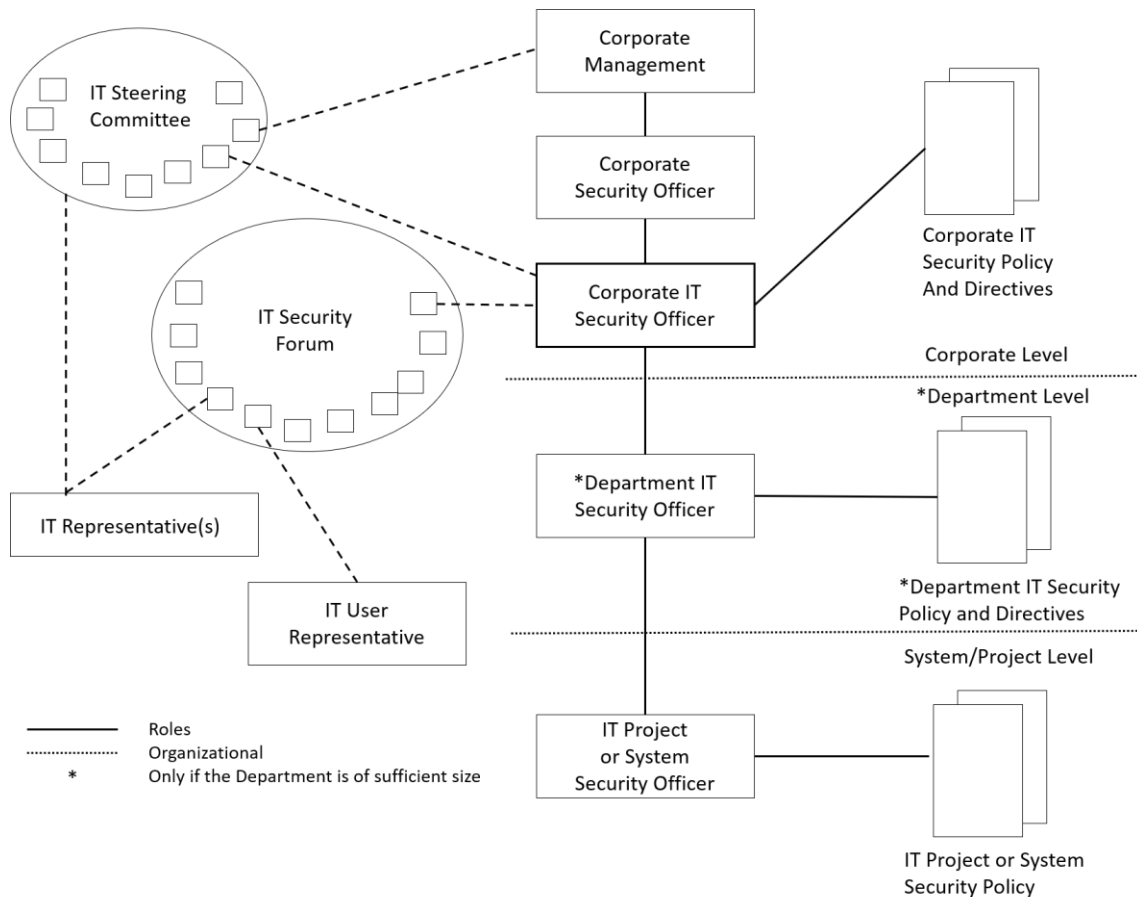 IT Steering
Committee
Corporate
Management
Corporate
Security Officer
Corporate IT
Security Officer
Corporate IT
Security Policy
And Directives
IT Security
Forum
Corporate Level
*Department Level
*Department IT
Security Officer
*Department IT Security
Policy and Directives
IT Representative(s)
IT User
Representative
System/Project Level
IT Project
or System
Security Officer
IT Project or System
Security Policy
Roles
Organizational
* Only if the Department is of sufficient size